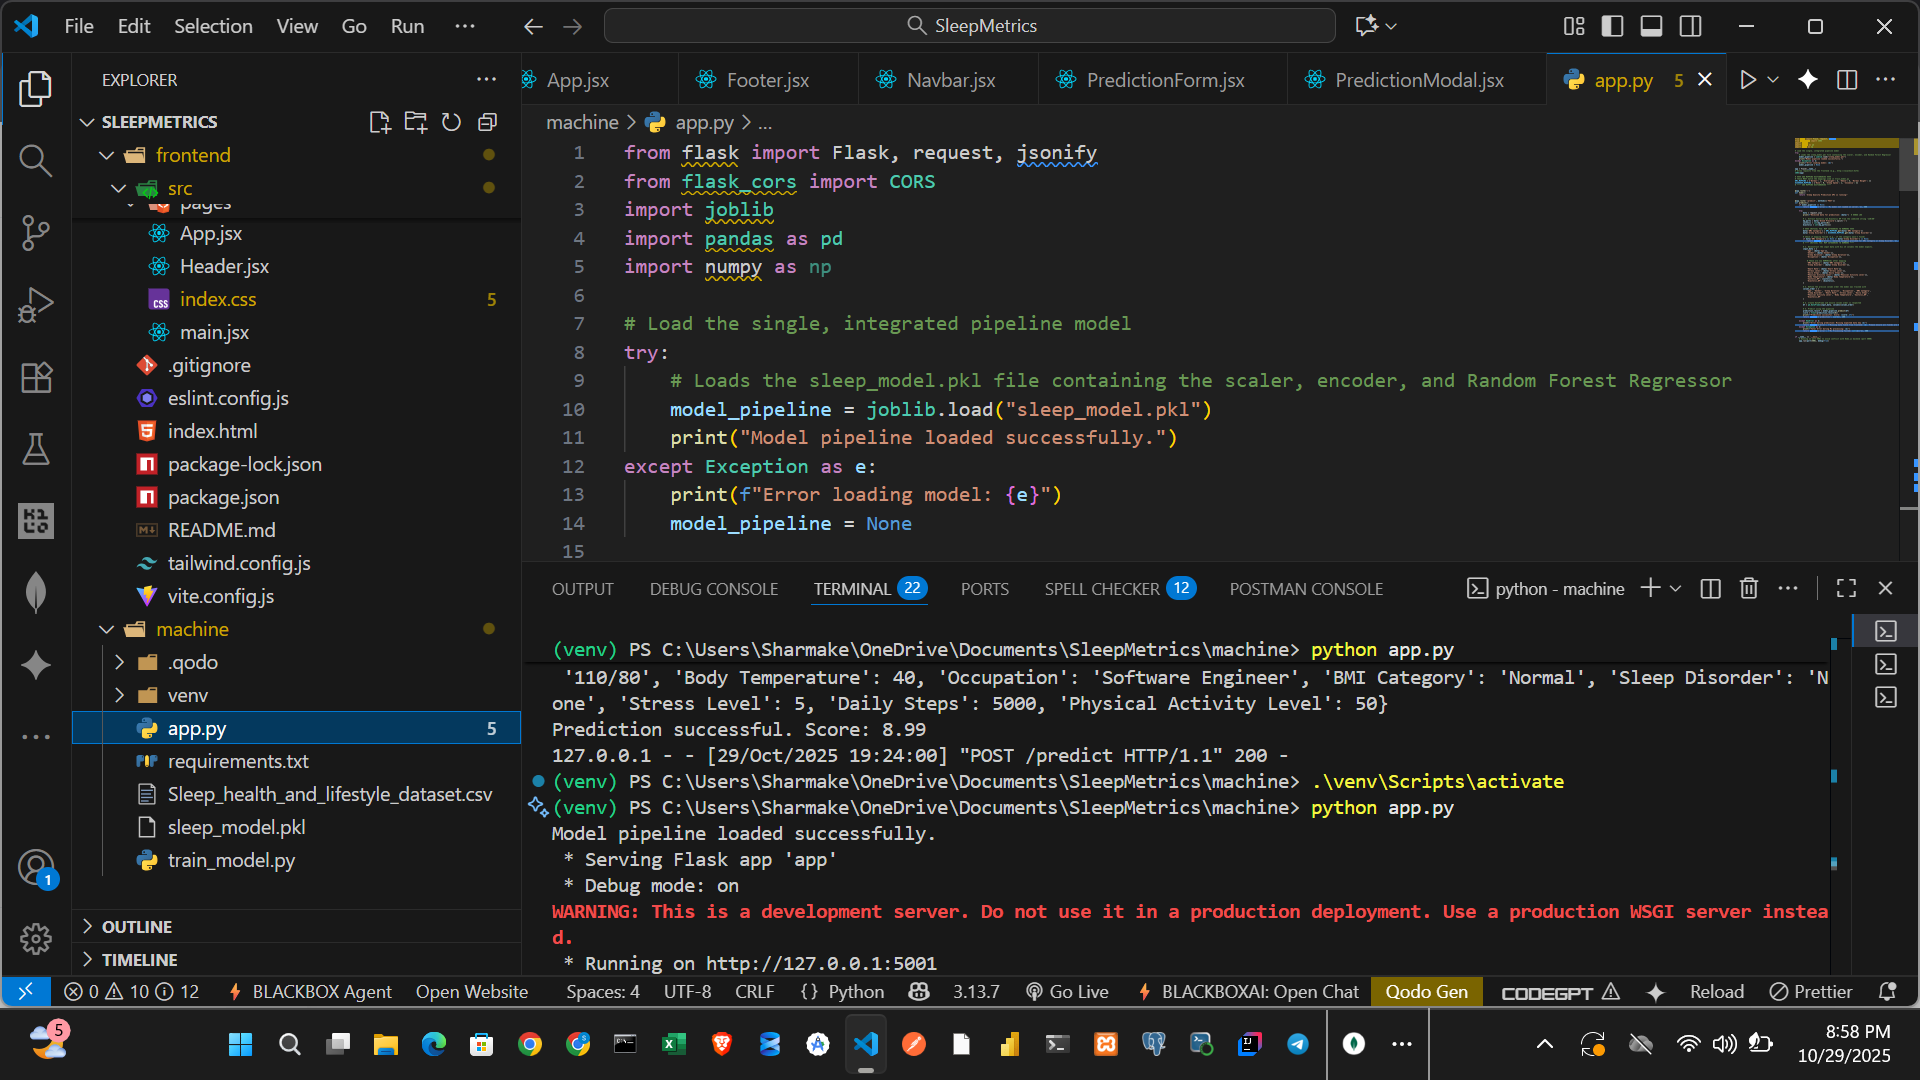 File Edit Selection View Go Run ...
SleepMetrics
EXPLORER
SLEEPMETRICS
frontend
src
pages
App.jsx
Header.jsx
index.css 5
main.jsx
.gitignore
eslint.config.js
index.html
package-lock.json
package.json
README.md
tailwind.config.js
vite.config.js
machine
.qodo
venv
app.py 5
requirements.txt
Sleep_health_and_lifestyle_dataset.csv
sleep_model.pkl
train_model.py
OUTLINE
TIMELINE
1
App.jsx Footer.jsx Navbar.jsx PredictionForm.jsx PredictionModal.jsx app.py 5
machine > app.py > ...
1 from flask import Flask, request, jsonify
2 from flask_cors import CORS
3 import joblib
4 import pandas as pd
5 import numpy as np
6
7 # Load the single, integrated pipeline model
8 try:
9 # Loads the sleep_model.pkl file containing the scaler, encoder, and Random Forest Regressor
10 model_pipeline = joblib.load("sleep_model.pkl")
11 print("Model pipeline loaded successfully.")
12 except Exception as e:
13 print(f"Error loading model: {e}")
14 model_pipeline = None
15
OUTPUT DEBUG CONSOLE TERMINAL 22 PORTS SPELL CHECKER 12 POSTMAN CONSOLE python - machine
(venv) PS C:\Users\Sharmake\OneDrive\Documents\SleepMetrics\machine> python app.py
'110/80', 'Body Temperature': 40, 'Occupation': 'Software Engineer', 'BMI Category': 'Normal', 'Sleep Disorder': 'N
one', 'Stress Level': 5, 'Daily Steps': 5000, 'Physical Activity Level': 50}
Prediction successful. Score: 8.99
127.0.0.1 - - [29/Oct/2025 19:24:00] "POST /predict HTTP/1.1" 200 -
(venv) PS C:\Users\Sharmake\OneDrive\Documents\SleepMetrics\machine> .\venv\Scripts\activate
(venv) PS C:\Users\Sharmake\OneDrive\Documents\SleepMetrics\machine> python app.py
Model pipeline loaded successfully.
* Serving Flask app 'app'
* Debug mode: on
WARNING: This is a development server. Do not use it in a production deployment. Use a production WSGI server instea
d.
* Running on http://127.0.0.1:5001
0 10 12 BLACKBOX Agent Open Website Spaces: 4 UTF-8 CRLF {} Python 3.13.7 Go Live BLACKBOXAI: Open Chat Qodo Gen CODEGPT Reload Prettier
5
8:58 PM
10/29/2025